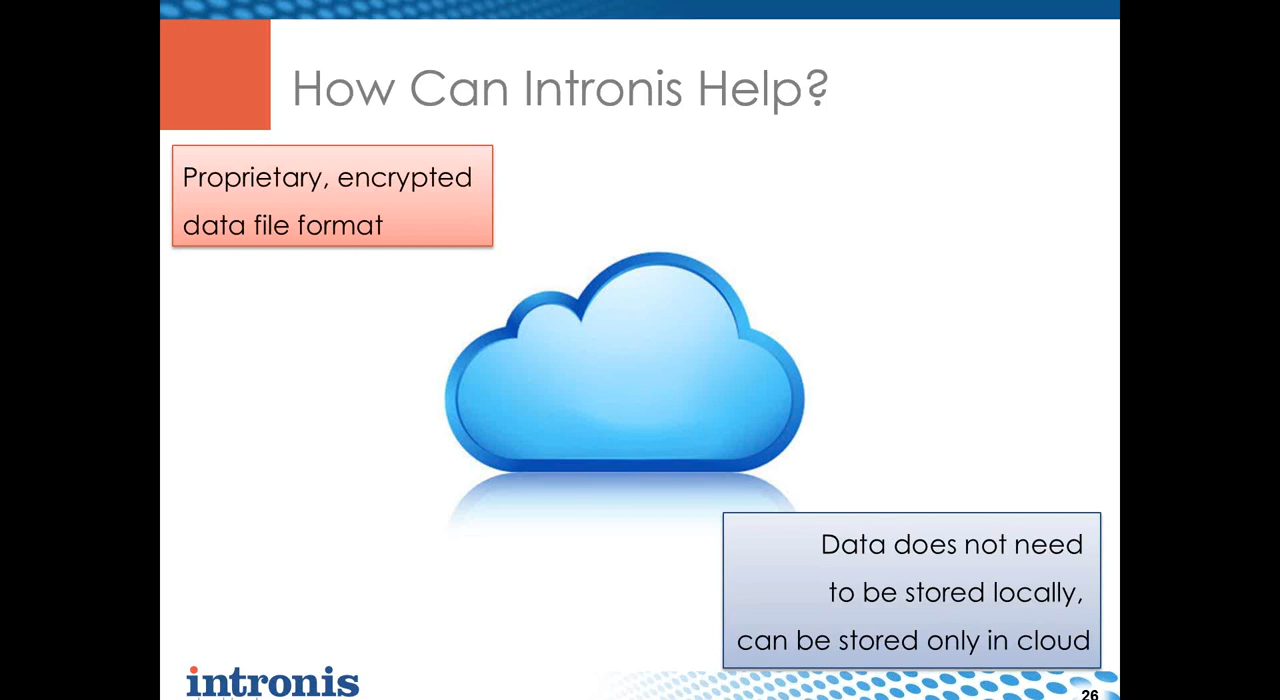 How Can Intronis Help?
Proprietary, encrypted
data file format
Data does not need
to be stored locally,
can be stored only in cloud
intronis
26